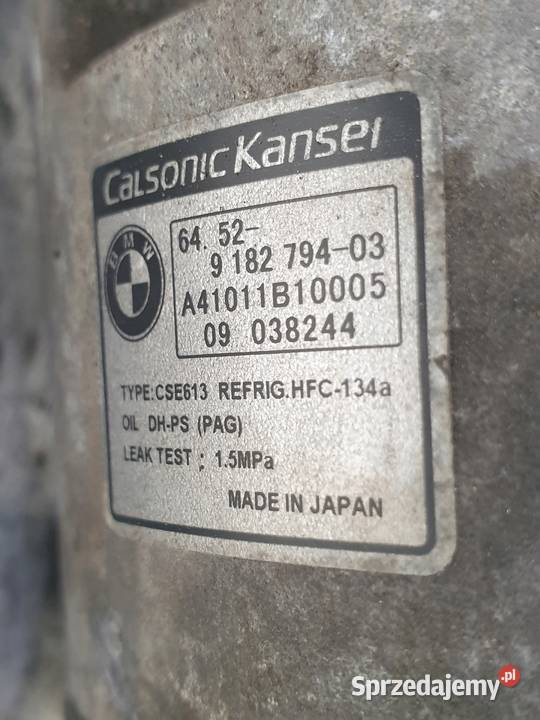 CalsonicKansei
BMW
64. 52-
9 182 794-03
A41011B10005
09 038244
TYPE:CSE613 REFRIG.HFC-134a
OIL DH-PS (PAG)
LEAK TEST ; 1.5MPa
MADE IN JAPAN
Sprzedajemy.pl